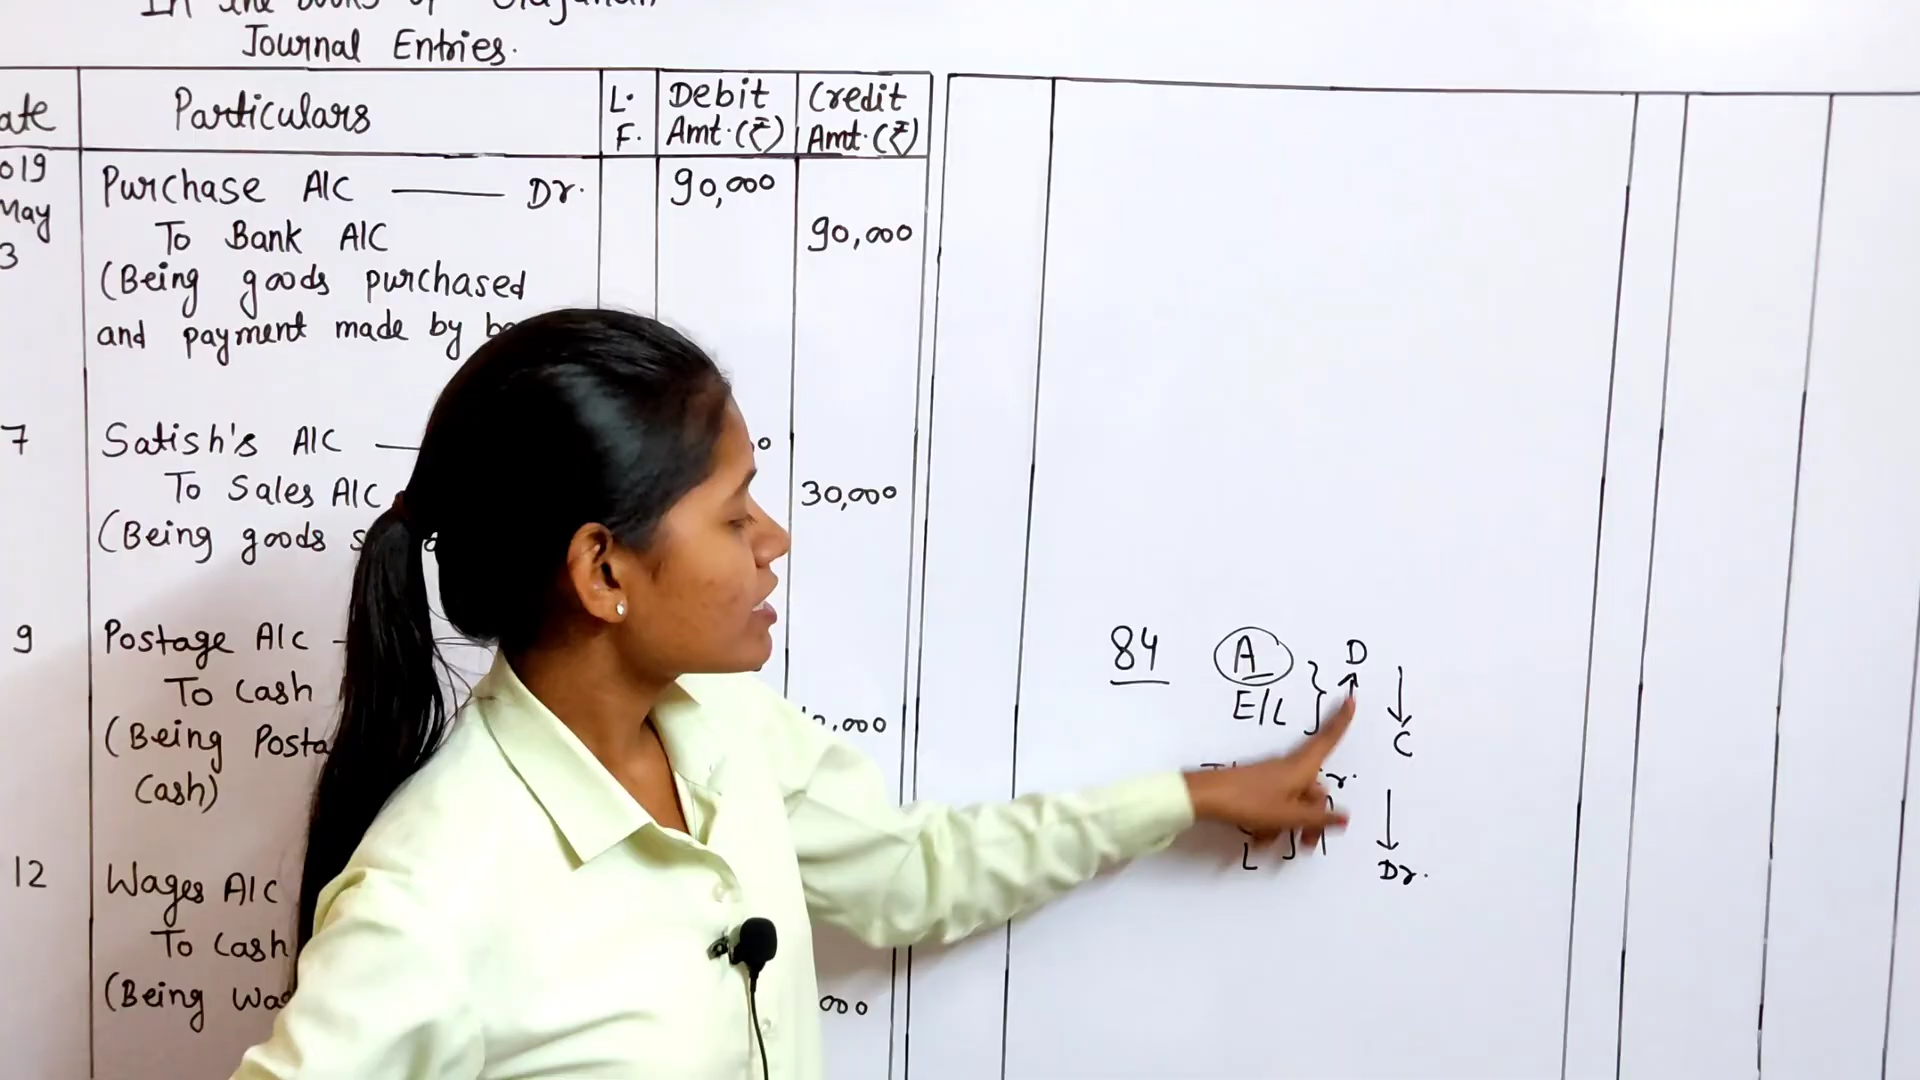 Journal Entries.
Particulars
L.
F.
Debit
Amt.(₹)
Credit
Amt.(₹)
019
May
3
Purchase A/C ——— Dr.
90,000
To Bank A/C
90,000
(Being goods purchased
and payment made by
7
Satish's A/C —
To Sales A/C
30,000
(Being goods
9
Postage A/C -
To Cash
(Being
Cash)
12
Wages A/C
To Cash
(Being
000
84
A
D
E/L
C
L
Dr.